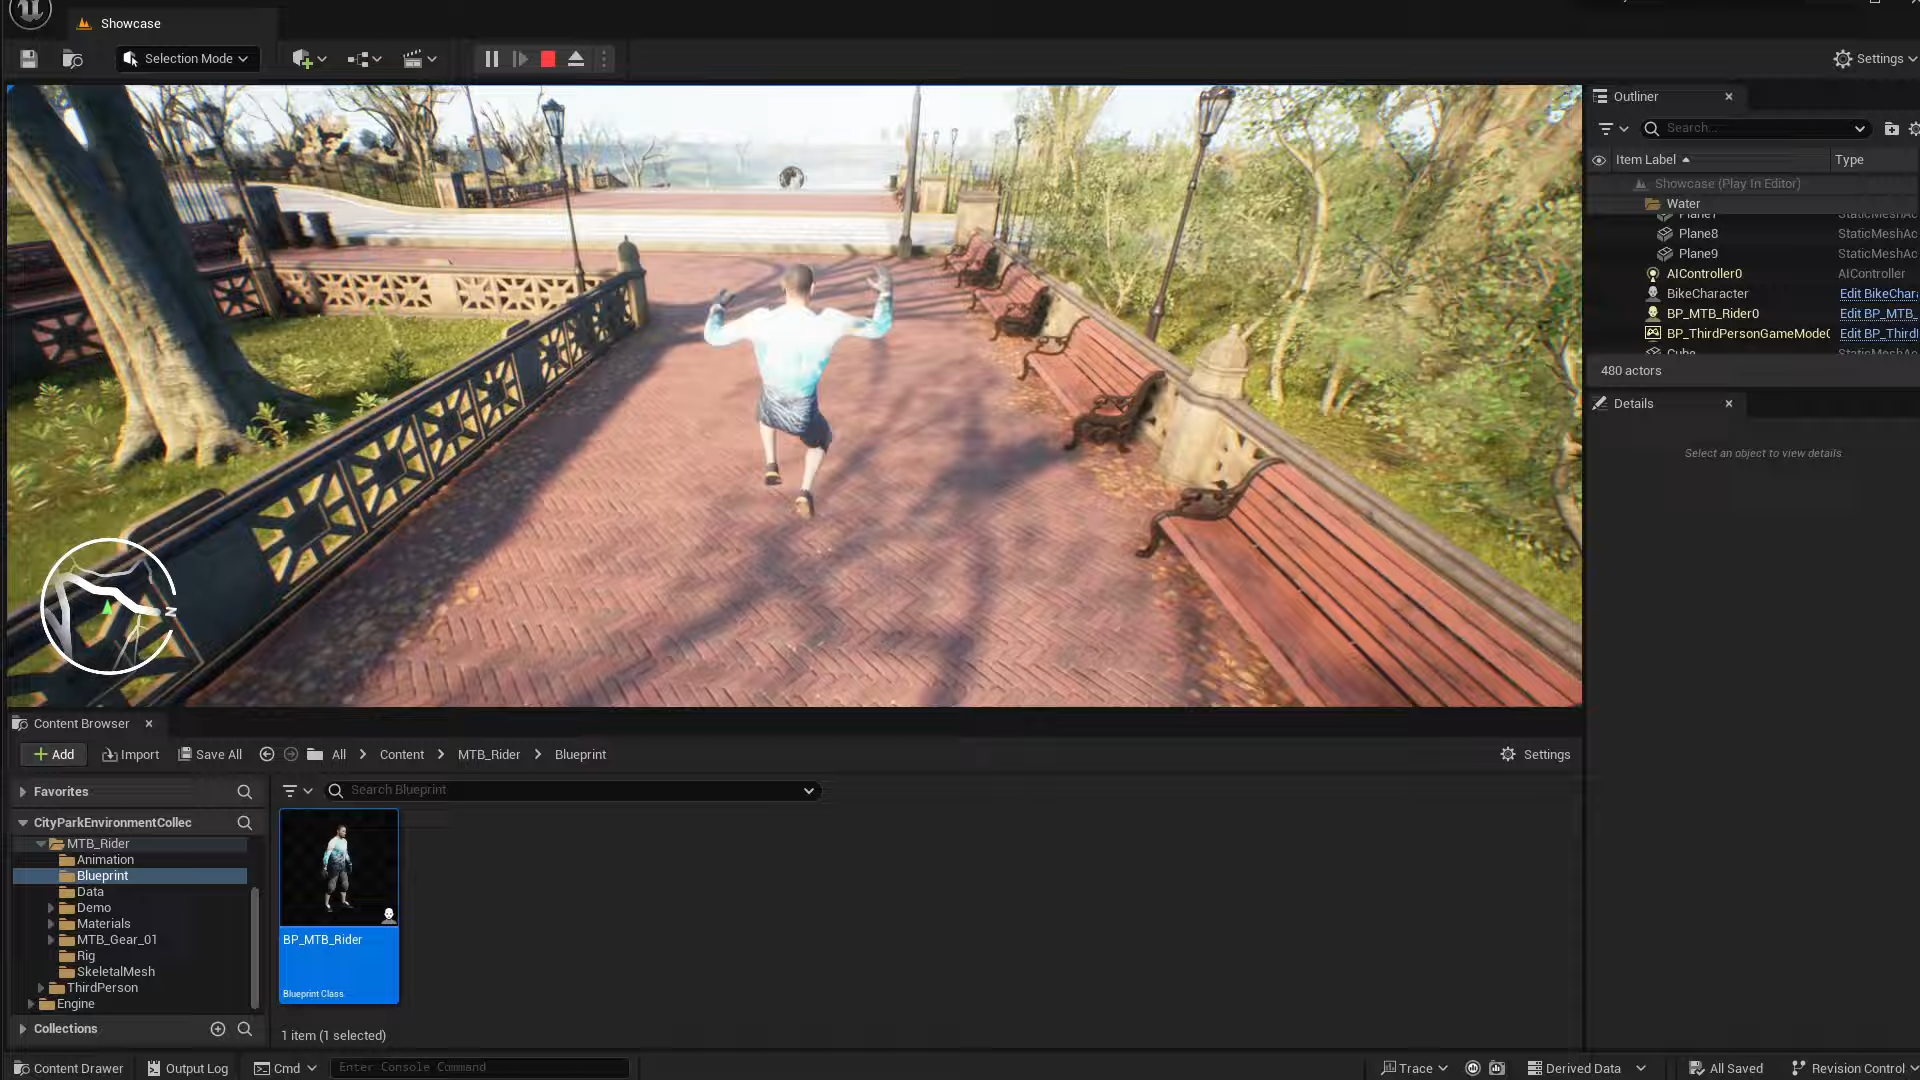 Showcase
Selection Mode
Settings
Outliner
Search...
Item Label
Type
Showcase (Play In Editor)
Water
Plane7
StaticMeshAc
Plane8
StaticMeshAc
Plane9
StaticMeshAc
AIController0
AIController
BikeCharacter
Edit BikeChar
BP_MTB_Rider0
Edit BP_MTB_
BP_ThirdPersonGameMode
Edit BP_Third
Cube
StaticMeshAc
480 actors
Details
Select an object to view details
N
Content Browser
Add
Import
Save All
All
Content
MTB_Rider
Blueprint
Settings
Favorites
Search Blueprint
CityParkEnvironmentCollec
MTB_Rider
Animation
Blueprint
Data
Demo
Materials
MTB_Gear_01
Rig
SkeletalMesh
ThirdPerson
Engine
Collections
BP_MTB_Rider
Blueprint Class
1 item (1 selected)
Content Drawer
Output Log
Cmd
Enter Console Command
Trace
Derived Data
All Saved
Revision Control